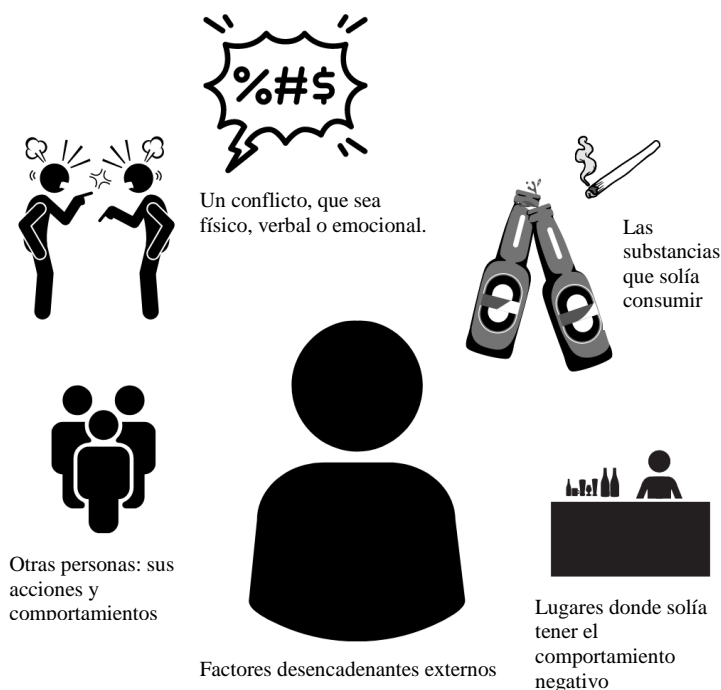 %#$
Un conflicto, que sea
físico, verbal o emocional.
Las
substancias
que solía
consumir
Otras personas: sus
acciones y
comportamientos
Lugares donde solía
tener el
comportamiento
negativo
Factores desencadenantes externos